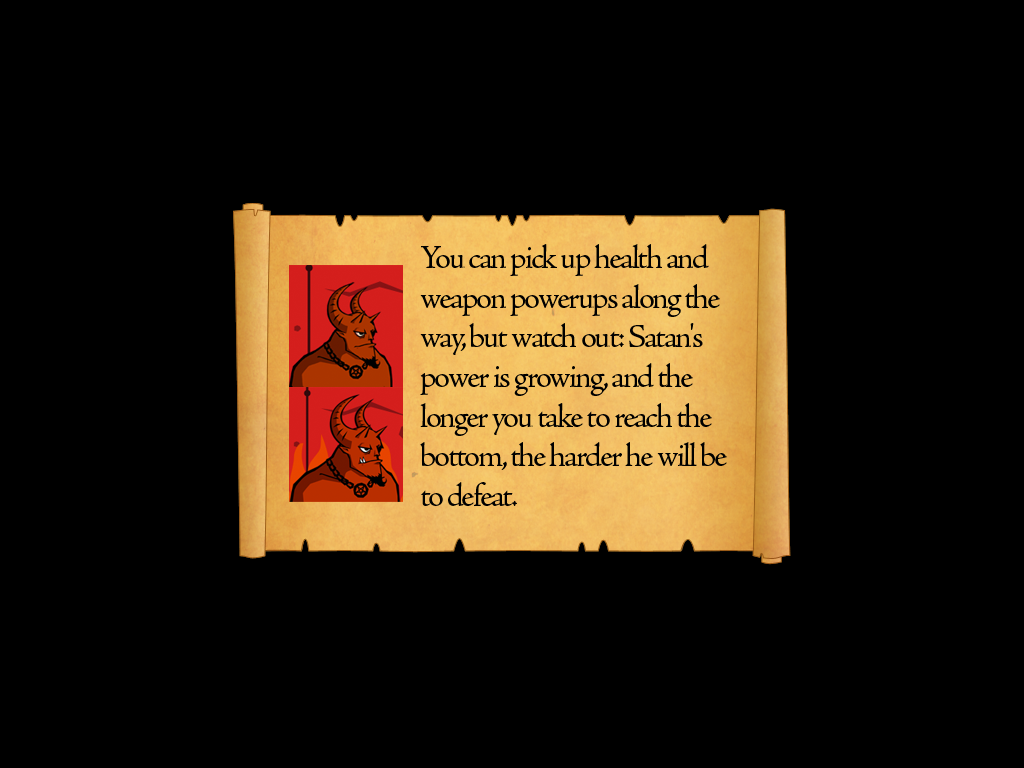 You can pick up health and
weapon powerups along the
way, but watch out: Satan's
power is growing, and the
longer you take to reach the
bottom, the harder he will be
to defeat.